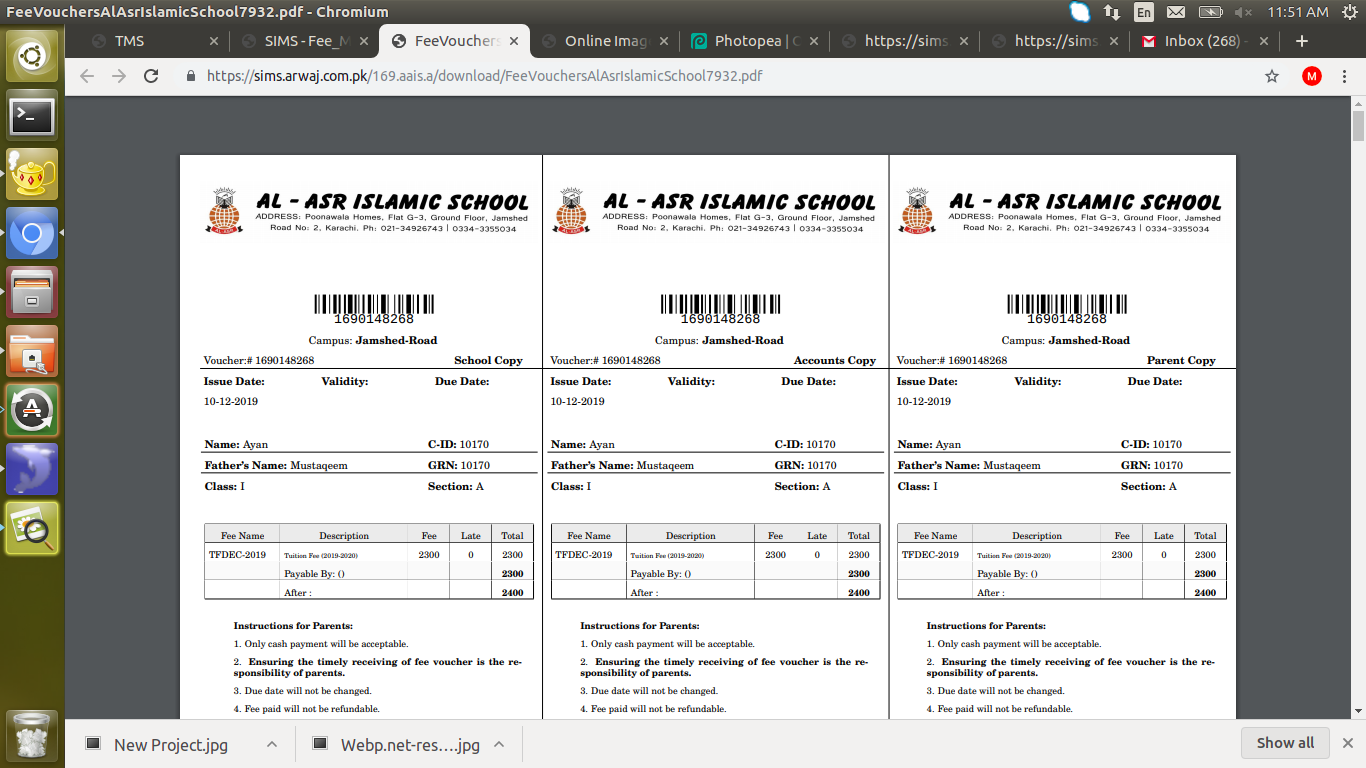 FeeVouchersAlAsrIslamicSchool7932.pdf - Chromium
En
11:51 AM
TMS
SIMS - Fee_M
FeeVouchers
Online Imag
Photopea | C
https://sims
https://sims
Inbox (268) -
https://sims.arwaj.com.pk/169.aais.a/download/FeeVouchersAlAsrIslamicSchool7932.pdf
M
AL - ASR ISLAMIC SCHOOL
ADDRESS: Poonawala Homes, Flat G-3, Ground Floor, Jamshed
Road No: 2, Karachi. Ph: 021-34926743 | 0334-3355034
AL-ASR
1690148268
Campus: Jamshed-Road
Voucher:# 1690148268 School Copy
Issue Date: Validity: Due Date:
10-12-2019
Name: Ayan C-ID: 10170
Father's Name: Mustaqeem GRN: 10170
Class: I Section: A
Fee Name Description Fee Late Total
TFDEC-2019 Tuition Fee (2019-2020) 2300 0 2300
Payable By: () 2300
After : 2400
Instructions for Parents:
1. Only cash payment will be acceptable.
2. Ensuring the timely receiving of fee voucher is the re-
sponsibility of parents.
3. Due date will not be changed.
4. Fee paid will not be refundable.
AL - ASR ISLAMIC SCHOOL
ADDRESS: Poonawala Homes, Flat G-3, Ground Floor, Jamshed
Road No: 2, Karachi. Ph: 021-34926743 | 0334-3355034
AL-ASR
1690148268
Campus: Jamshed-Road
Voucher:# 1690148268 Accounts Copy
Issue Date: Validity: Due Date:
10-12-2019
Name: Ayan C-ID: 10170
Father's Name: Mustaqeem GRN: 10170
Class: I Section: A
Fee Name Description Fee Late Total
TFDEC-2019 Tuition Fee (2019-2020) 2300 0 2300
Payable By: () 2300
After : 2400
Instructions for Parents:
1. Only cash payment will be acceptable.
2. Ensuring the timely receiving of fee voucher is the re-
sponsibility of parents.
3. Due date will not be changed.
4. Fee paid will not be refundable.
AL - ASR ISLAMIC SCHOOL
ADDRESS: Poonawala Homes, Flat G-3, Ground Floor, Jamshed
Road No: 2, Karachi. Ph: 021-34926743 | 0334-3355034
AL-ASR
1690148268
Campus: Jamshed-Road
Voucher:# 1690148268 Parent Copy
Issue Date: Validity: Due Date:
10-12-2019
Name: Ayan C-ID: 10170
Father's Name: Mustaqeem GRN: 10170
Class: I Section: A
Fee Name Description Fee Late Total
TFDEC-2019 Tuition Fee (2019-2020) 2300 0 2300
Payable By: () 2300
After : 2400
Instructions for Parents:
1. Only cash payment will be acceptable.
2. Ensuring the timely receiving of fee voucher is the re-
sponsibility of parents.
3. Due date will not be changed.
4. Fee paid will not be refundable.
New Project.jpg
Webp.net-res....jpg
Show all